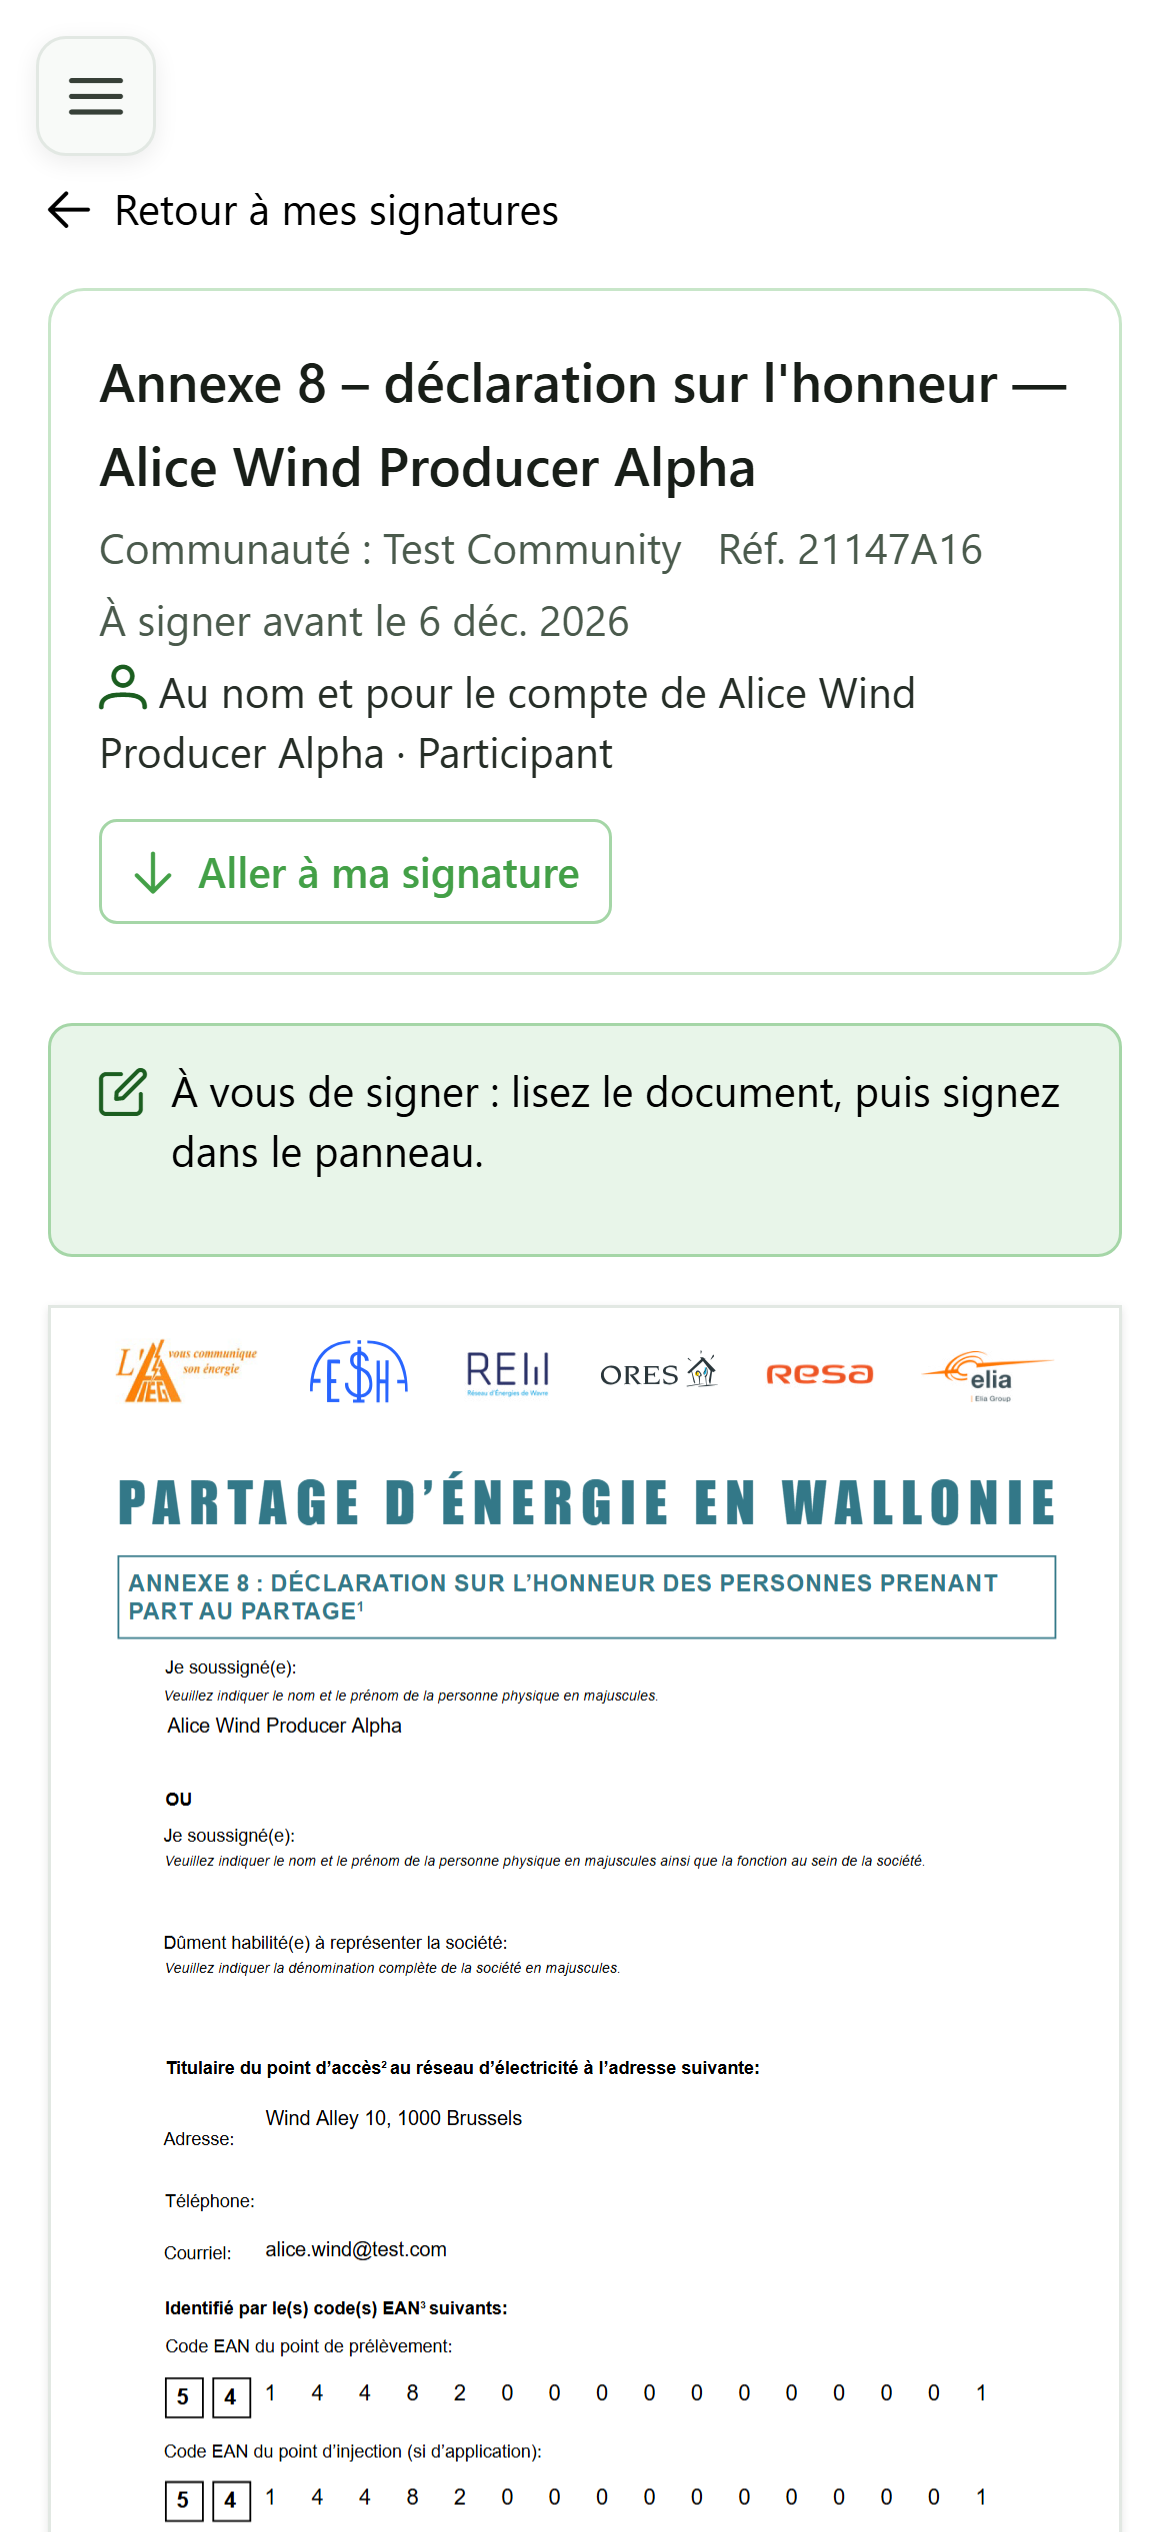 Retour à mes signatures
Annexe 8 – déclaration sur l'honneur —
Alice Wind Producer Alpha
Communauté : Test Community Réf. 21147A16
À signer avant le 6 déc. 2026
Au nom et pour le compte de Alice Wind
Producer Alpha · Participant
Aller à ma signature
À vous de signer : lisez le document, puis signez
dans le panneau.
L'AIEG vous communique
son énergie
AESH
REW
Réseau d'Énergies de Wavre
ORES
resa
elia
Elia Group
PARTAGE D'ÉNERGIE EN WALLONIE
ANNEXE 8 : DÉCLARATION SUR L'HONNEUR DES PERSONNES PRENANT
PART AU PARTAGE¹
Je soussigné(e):
Veuillez indiquer le nom et le prénom de la personne physique en majuscules.
Alice Wind Producer Alpha
OU
Je soussigné(e):
Veuillez indiquer le nom et le prénom de la personne physique en majuscules ainsi que la fonction au sein de la société.
Dûment habilité(e) à représenter la société:
Veuillez indiquer la dénomination complète de la société en majuscules.
Titulaire du point d'accès² au réseau d'électricité à l'adresse suivante:
Wind Alley 10, 1000 Brussels
Adresse:
Téléphone:
Courriel: alice.wind@test.com
Identifié par le(s) code(s) EAN³ suivants:
Code EAN du point de prélèvement:
5 4 1 4 4 8 2 0 0 0 0 0 0 0 0 0 0 1
Code EAN du point d'injection (si d'application):
5 4 1 4 4 8 2 0 0 0 0 0 0 0 0 0 0 1